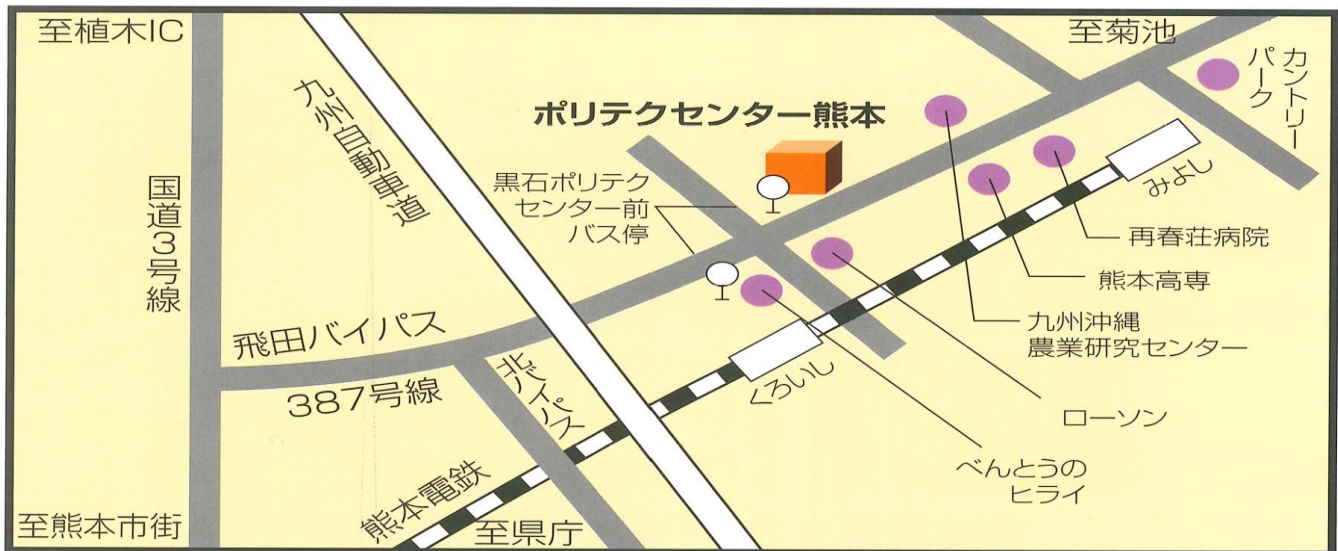 至植木IC
至菊池
カントリー
パーク
九州自動車道
ポリテクセンター熊本
黒石ポリテク
センター前
バス停
みよし
国道3号線
再春荘病院
熊本高専
九州沖縄
農業研究センター
飛田バイパス
387号線
北バイパス
くろいし
ローソン
べんとうの
ヒライ
熊本電鉄
至熊本市街
至県庁